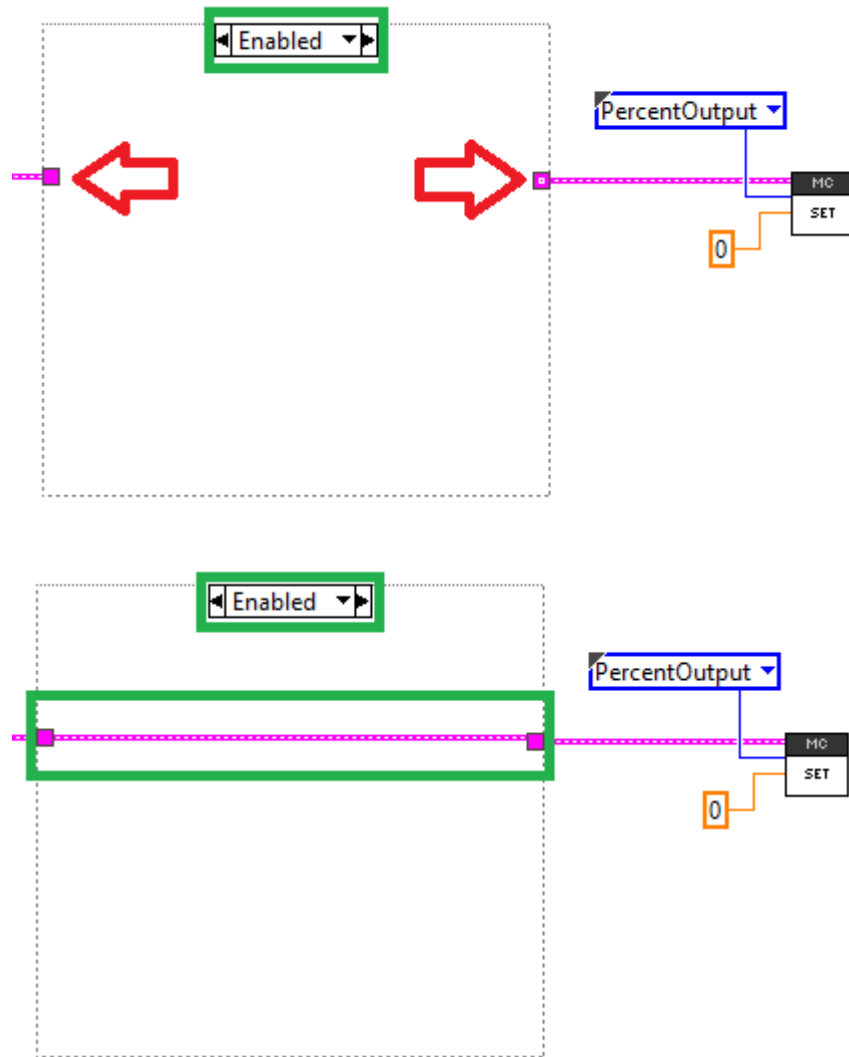 Enabled
PercentOutput
MC
SET
0
Enabled
PercentOutput
MC
SET
0